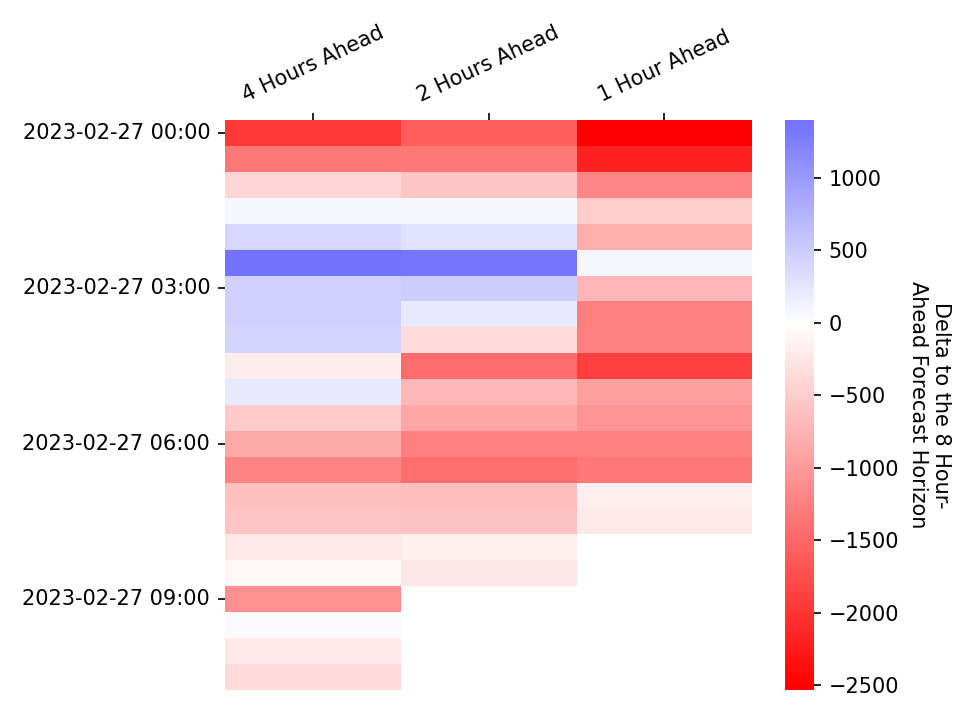 4 Hours Ahead
2 Hours Ahead
1 Hour Ahead
2023-02-27 00:00
2023-02-27 03:00
2023-02-27 06:00
2023-02-27 09:00
1000
500
0
−500
−1000
−1500
−2000
−2500
Delta to the 8 Hour-
Ahead Forecast Horizon